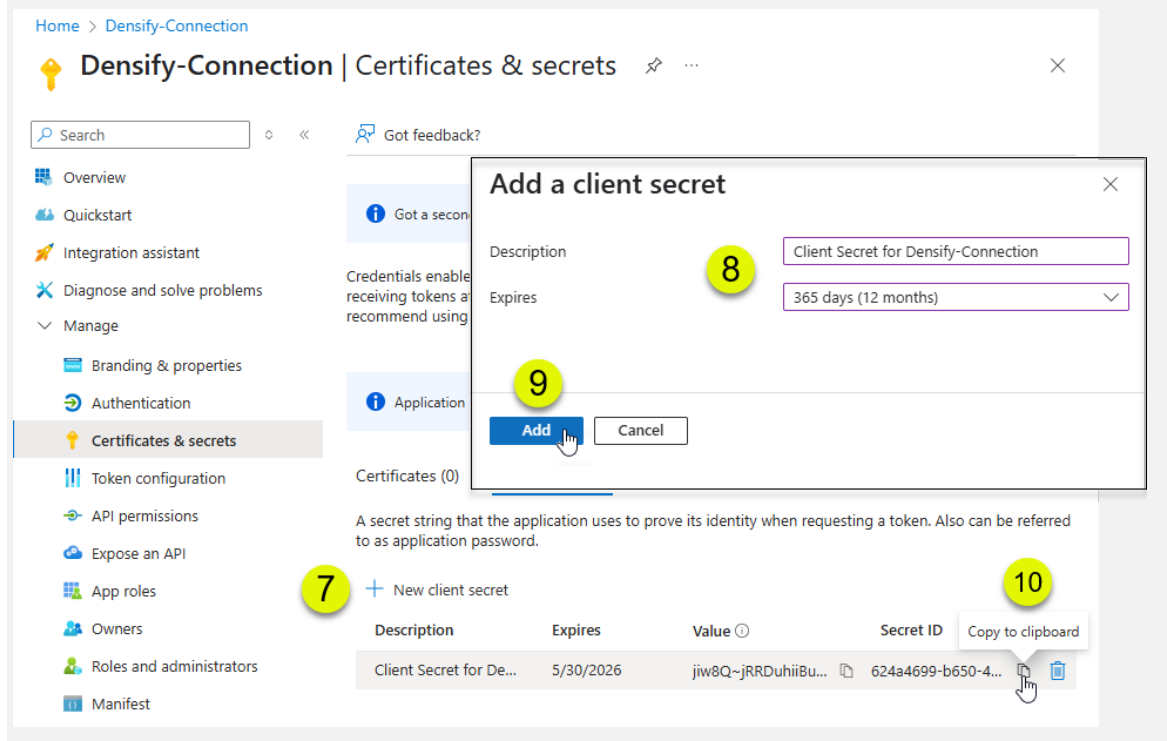 Home > Densify-Connection
Densify-Connection | Certificates & secrets
Search
Got feedback?
Overview
Quickstart
Integration assistant
Diagnose and solve problems
Manage
Branding & properties
Authentication
Certificates & secrets
Token configuration
API permissions
Expose an API
App roles
Owners
Roles and administrators
Manifest
Got a secon
Credentials enable
receiving tokens a
recommend using
Application
Add a client secret
Description
Client Secret for Densify-Connection
8
Expires
365 days (12 months)
9
Add
Cancel
Certificates (0)
A secret string that the application uses to prove its identity when requesting a token. Also can be referred
to as application password.
7
New client secret
10
Description Expires Value Secret ID
Copy to clipboard
Client Secret for De... 5/30/2026 jiw8Q~jRRDuhiiBu... 624a4699-b650-4...